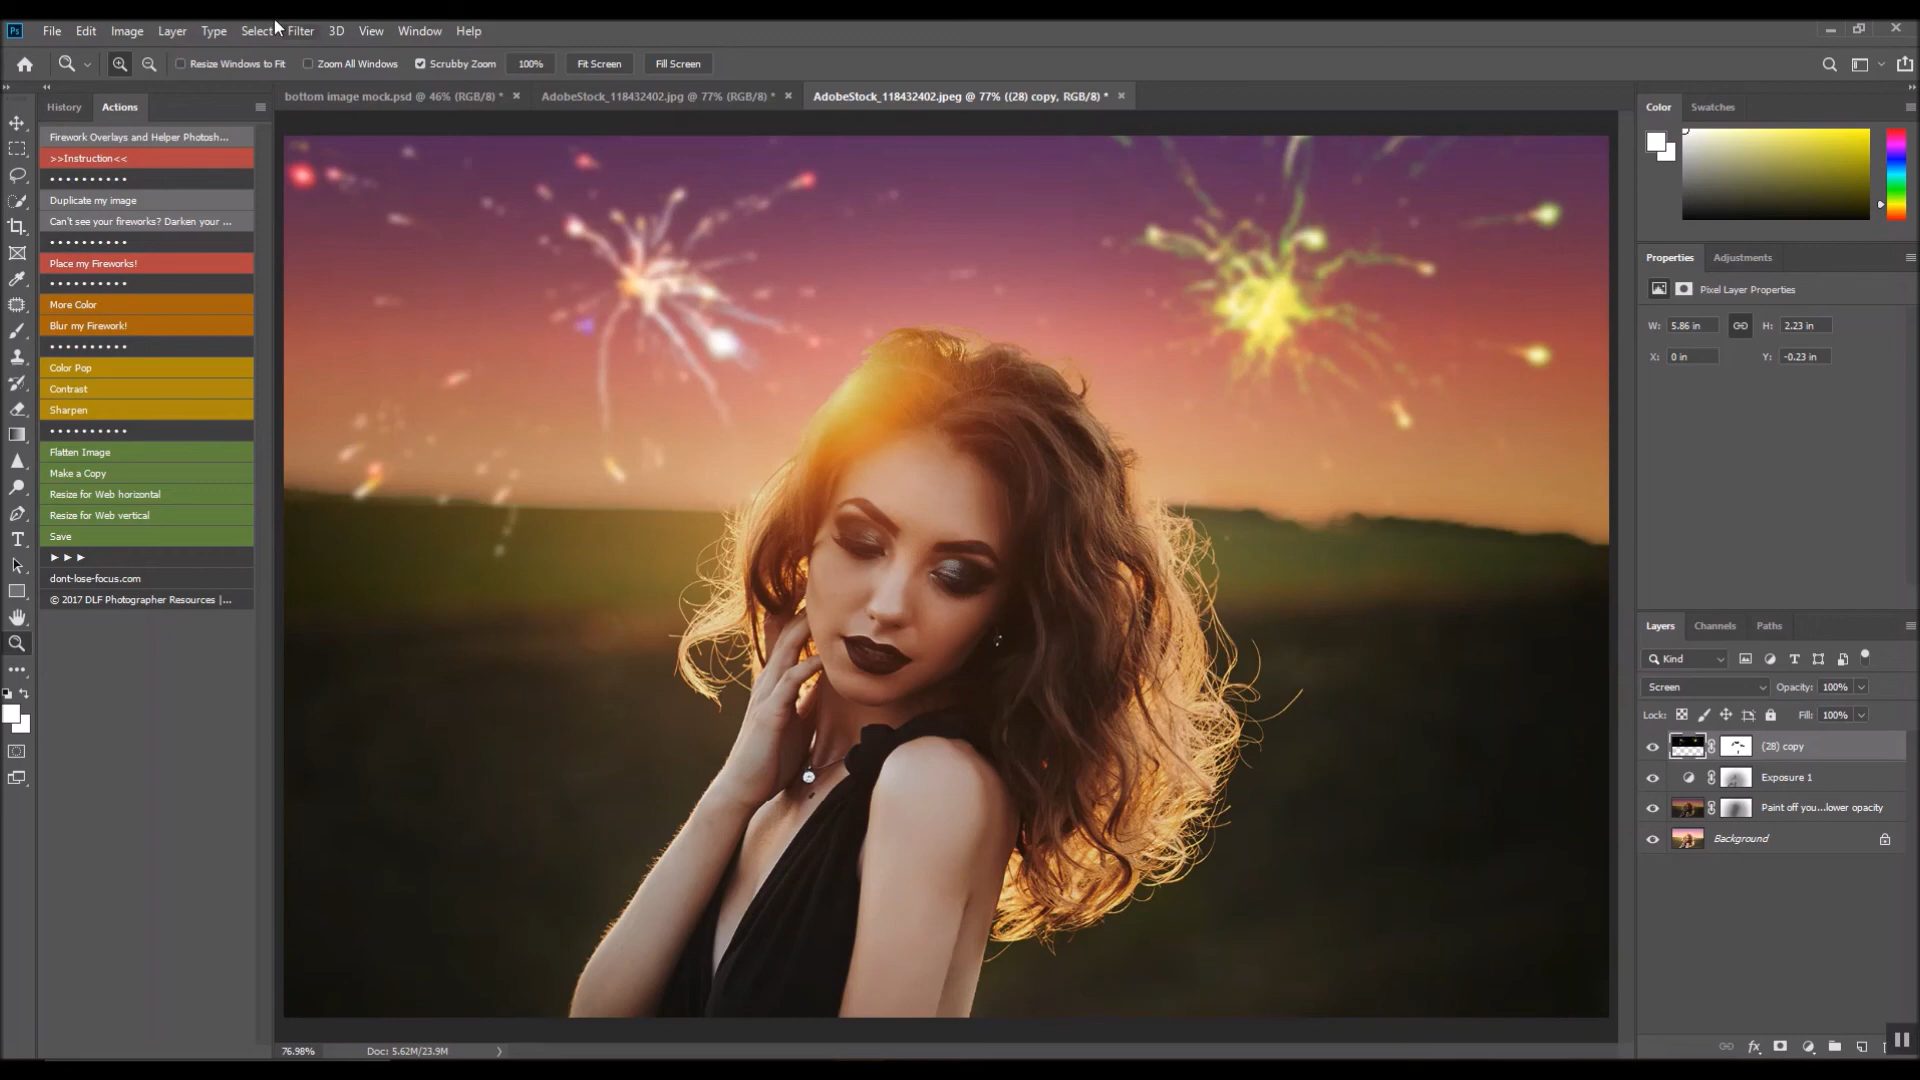 Ps File Edit Image Layer Type Select Filter 3D View Window Help
Resize Windows to Fit Zoom All Windows Scrubby Zoom 100% Fit Screen Fill Screen
bottom image mock.psd @ 46% (RGB/8) *
AdobeStock_118432402.jpg @ 77% (RGB/8) *
AdobeStock_118432402.jpeg @ 77% ((28) copy, RGB/8) *
History Actions
Firework Overlays and Helper Photosh...
>>Instruction<<
• • • • • • • • • •
Duplicate my image
Can't see your fireworks? Darken your ...
• • • • • • • • • •
Place my Fireworks!
• • • • • • • • • •
More Color
Blur my Firework!
• • • • • • • • • •
Color Pop
Contrast
Sharpen
• • • • • • • • • •
Flatten Image
Make a Copy
Resize for Web horizontal
Resize for Web vertical
Save
► ► ►
dont-lose-focus.com
© 2017 DLF Photographer Resources |...
Color Swatches
Properties Adjustments
Pixel Layer Properties
W: 5.86 in H: 2.23 in
X: 0 in Y: -0.23 in
Layers Channels Paths
Kind
Screen Opacity: 100%
Lock: Fill: 100%
(28) copy
Exposure 1
Paint off you...lower opacity
Background
76.98% Doc: 5.62M/23.9M